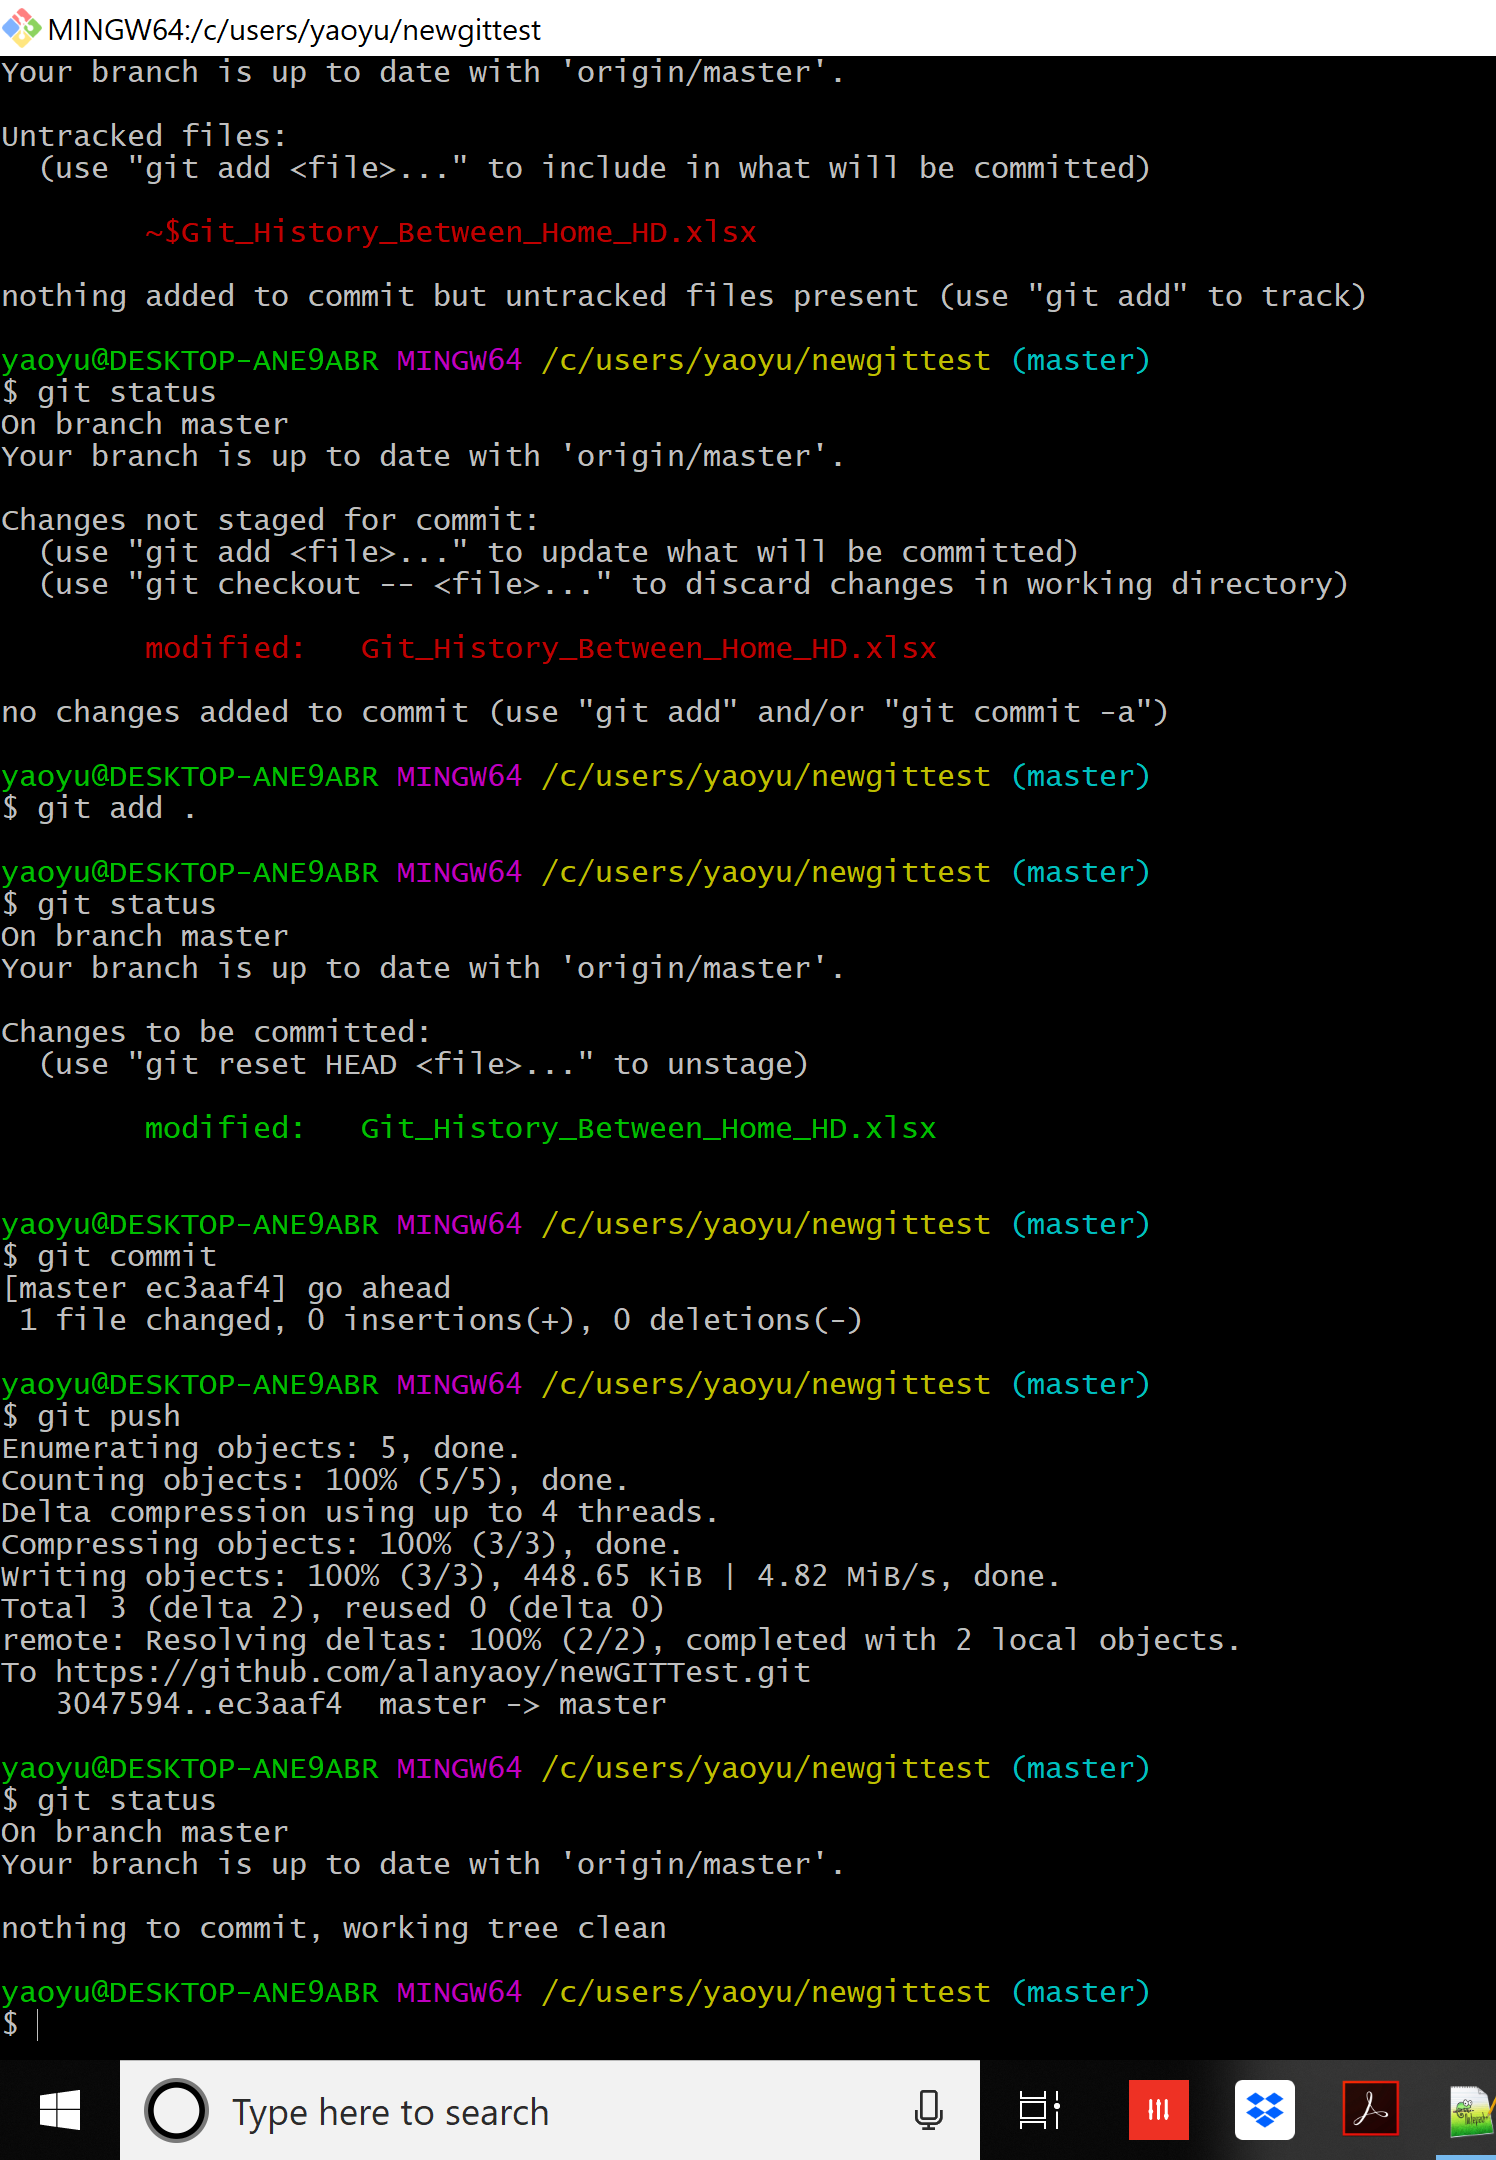 MINGW64:/c/users/yaoyu/newgittest
Your branch is up to date with 'origin/master'.
Untracked files:
  (use "git add <file>..." to include in what will be committed)
        ~$Git_History_Between_Home_HD.xlsx
nothing added to commit but untracked files present (use "git add" to track)
yaoyu@DESKTOP-ANE9ABR MINGW64 /c/users/yaoyu/newgittest (master)
$ git status
On branch master
Your branch is up to date with 'origin/master'.
Changes not staged for commit:
  (use "git add <file>..." to update what will be committed)
  (use "git checkout -- <file>..." to discard changes in working directory)
        modified:   Git_History_Between_Home_HD.xlsx
no changes added to commit (use "git add" and/or "git commit -a")
yaoyu@DESKTOP-ANE9ABR MINGW64 /c/users/yaoyu/newgittest (master)
$ git add .
yaoyu@DESKTOP-ANE9ABR MINGW64 /c/users/yaoyu/newgittest (master)
$ git status
On branch master
Your branch is up to date with 'origin/master'.
Changes to be committed:
  (use "git reset HEAD <file>..." to unstage)
        modified:   Git_History_Between_Home_HD.xlsx
yaoyu@DESKTOP-ANE9ABR MINGW64 /c/users/yaoyu/newgittest (master)
$ git commit
[master ec3aaf4] go ahead
 1 file changed, 0 insertions(+), 0 deletions(-)
yaoyu@DESKTOP-ANE9ABR MINGW64 /c/users/yaoyu/newgittest (master)
$ git push
Enumerating objects: 5, done.
Counting objects: 100% (5/5), done.
Delta compression using up to 4 threads.
Compressing objects: 100% (3/3), done.
Writing objects: 100% (3/3), 448.65 KiB | 4.82 MiB/s, done.
Total 3 (delta 2), reused 0 (delta 0)
remote: Resolving deltas: 100% (2/2), completed with 2 local objects.
To https://github.com/alanyaoy/newGITTest.git
   3047594..ec3aaf4  master -> master
yaoyu@DESKTOP-ANE9ABR MINGW64 /c/users/yaoyu/newgittest (master)
$ git status
On branch master
Your branch is up to date with 'origin/master'.
nothing to commit, working tree clean
yaoyu@DESKTOP-ANE9ABR MINGW64 /c/users/yaoyu/newgittest (master)
$
Type here to search